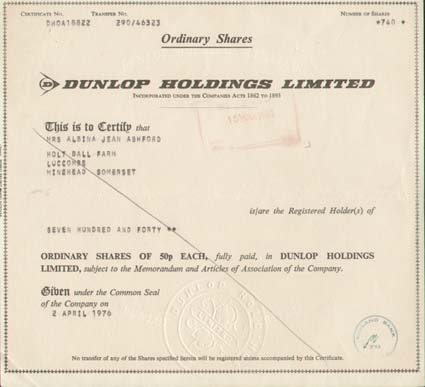 CERTIFICATE No. TRANSFER No. NUMBER OF SHARES
DHOA18822 290/46323 *740 *
Ordinary Shares
D DUNLOP HOLDINGS LIMITED
INCORPORATED UNDER THE COMPANIES ACTS 1862 TO 1893
This is to Certify that
MRS ALBINA JEAN ASHFORD
HOLT BALL FARM
LUCCOMBE
MINEHEAD SOMERSET
is/are the Registered Holder(s) of
SEVEN HUNDRED AND FORTY **
ORDINARY SHARES OF 50p EACH, fully paid, in DUNLOP HOLDINGS
LIMITED, subject to the Memorandum and Articles of Association of the Company.
Given under the Common Seal
of the Company on
2 APRIL 1976
DUNLOP
MIDLAND BANK
No transfer of any of the Shares specified herein will be registered unless accompanied by this Certificate.